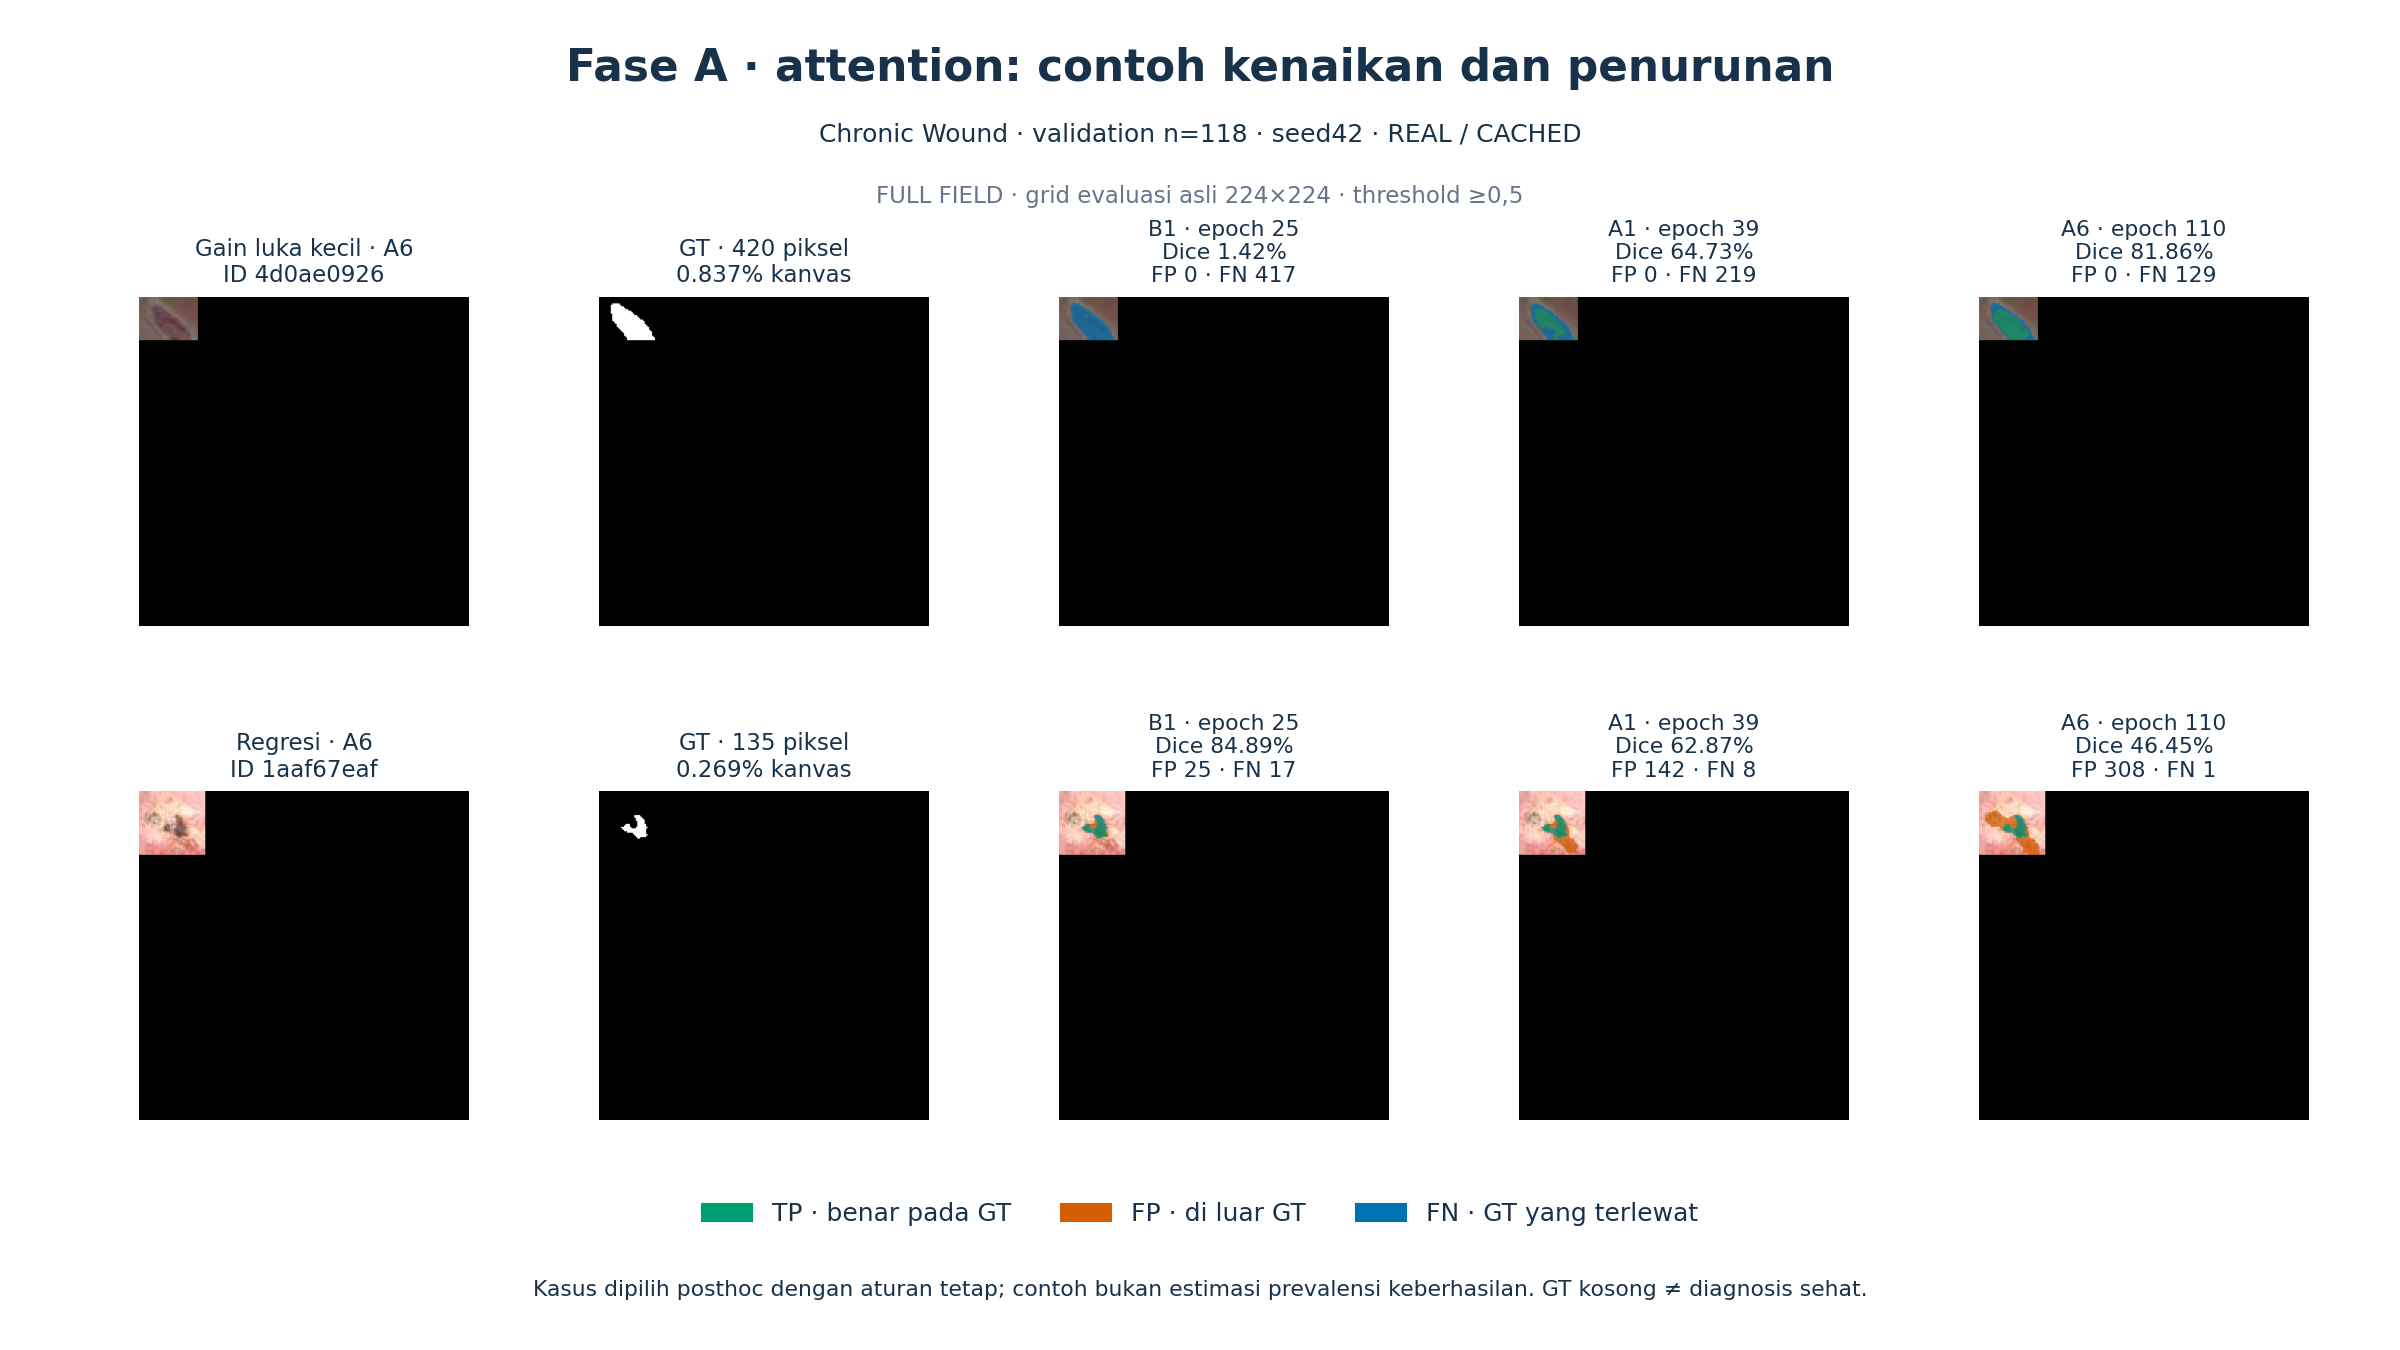 Fase A · attention: contoh kenaikan dan penurunan
Chronic Wound · validation n=118 · seed42 · REAL / CACHED
FULL FIELD · grid evaluasi asli 224×224 · threshold ≥0,5
Gain luka kecil · A6
ID 4d0ae0926
GT · 420 piksel
0.837% kanvas
B1 · epoch 25
Dice 1.42%
FP 0 · FN 417
A1 · epoch 39
Dice 64.73%
FP 0 · FN 219
A6 · epoch 110
Dice 81.86%
FP 0 · FN 129
Regresi · A6
ID 1aaf67eaf
GT · 135 piksel
0.269% kanvas
B1 · epoch 25
Dice 84.89%
FP 25 · FN 17
A1 · epoch 39
Dice 62.87%
FP 142 · FN 8
A6 · epoch 110
Dice 46.45%
FP 308 · FN 1
TP · benar pada GT
FP · di luar GT
FN · GT yang terlewat
Kasus dipilih posthoc dengan aturan tetap; contoh bukan estimasi prevalensi keberhasilan. GT kosong ≠ diagnosis sehat.